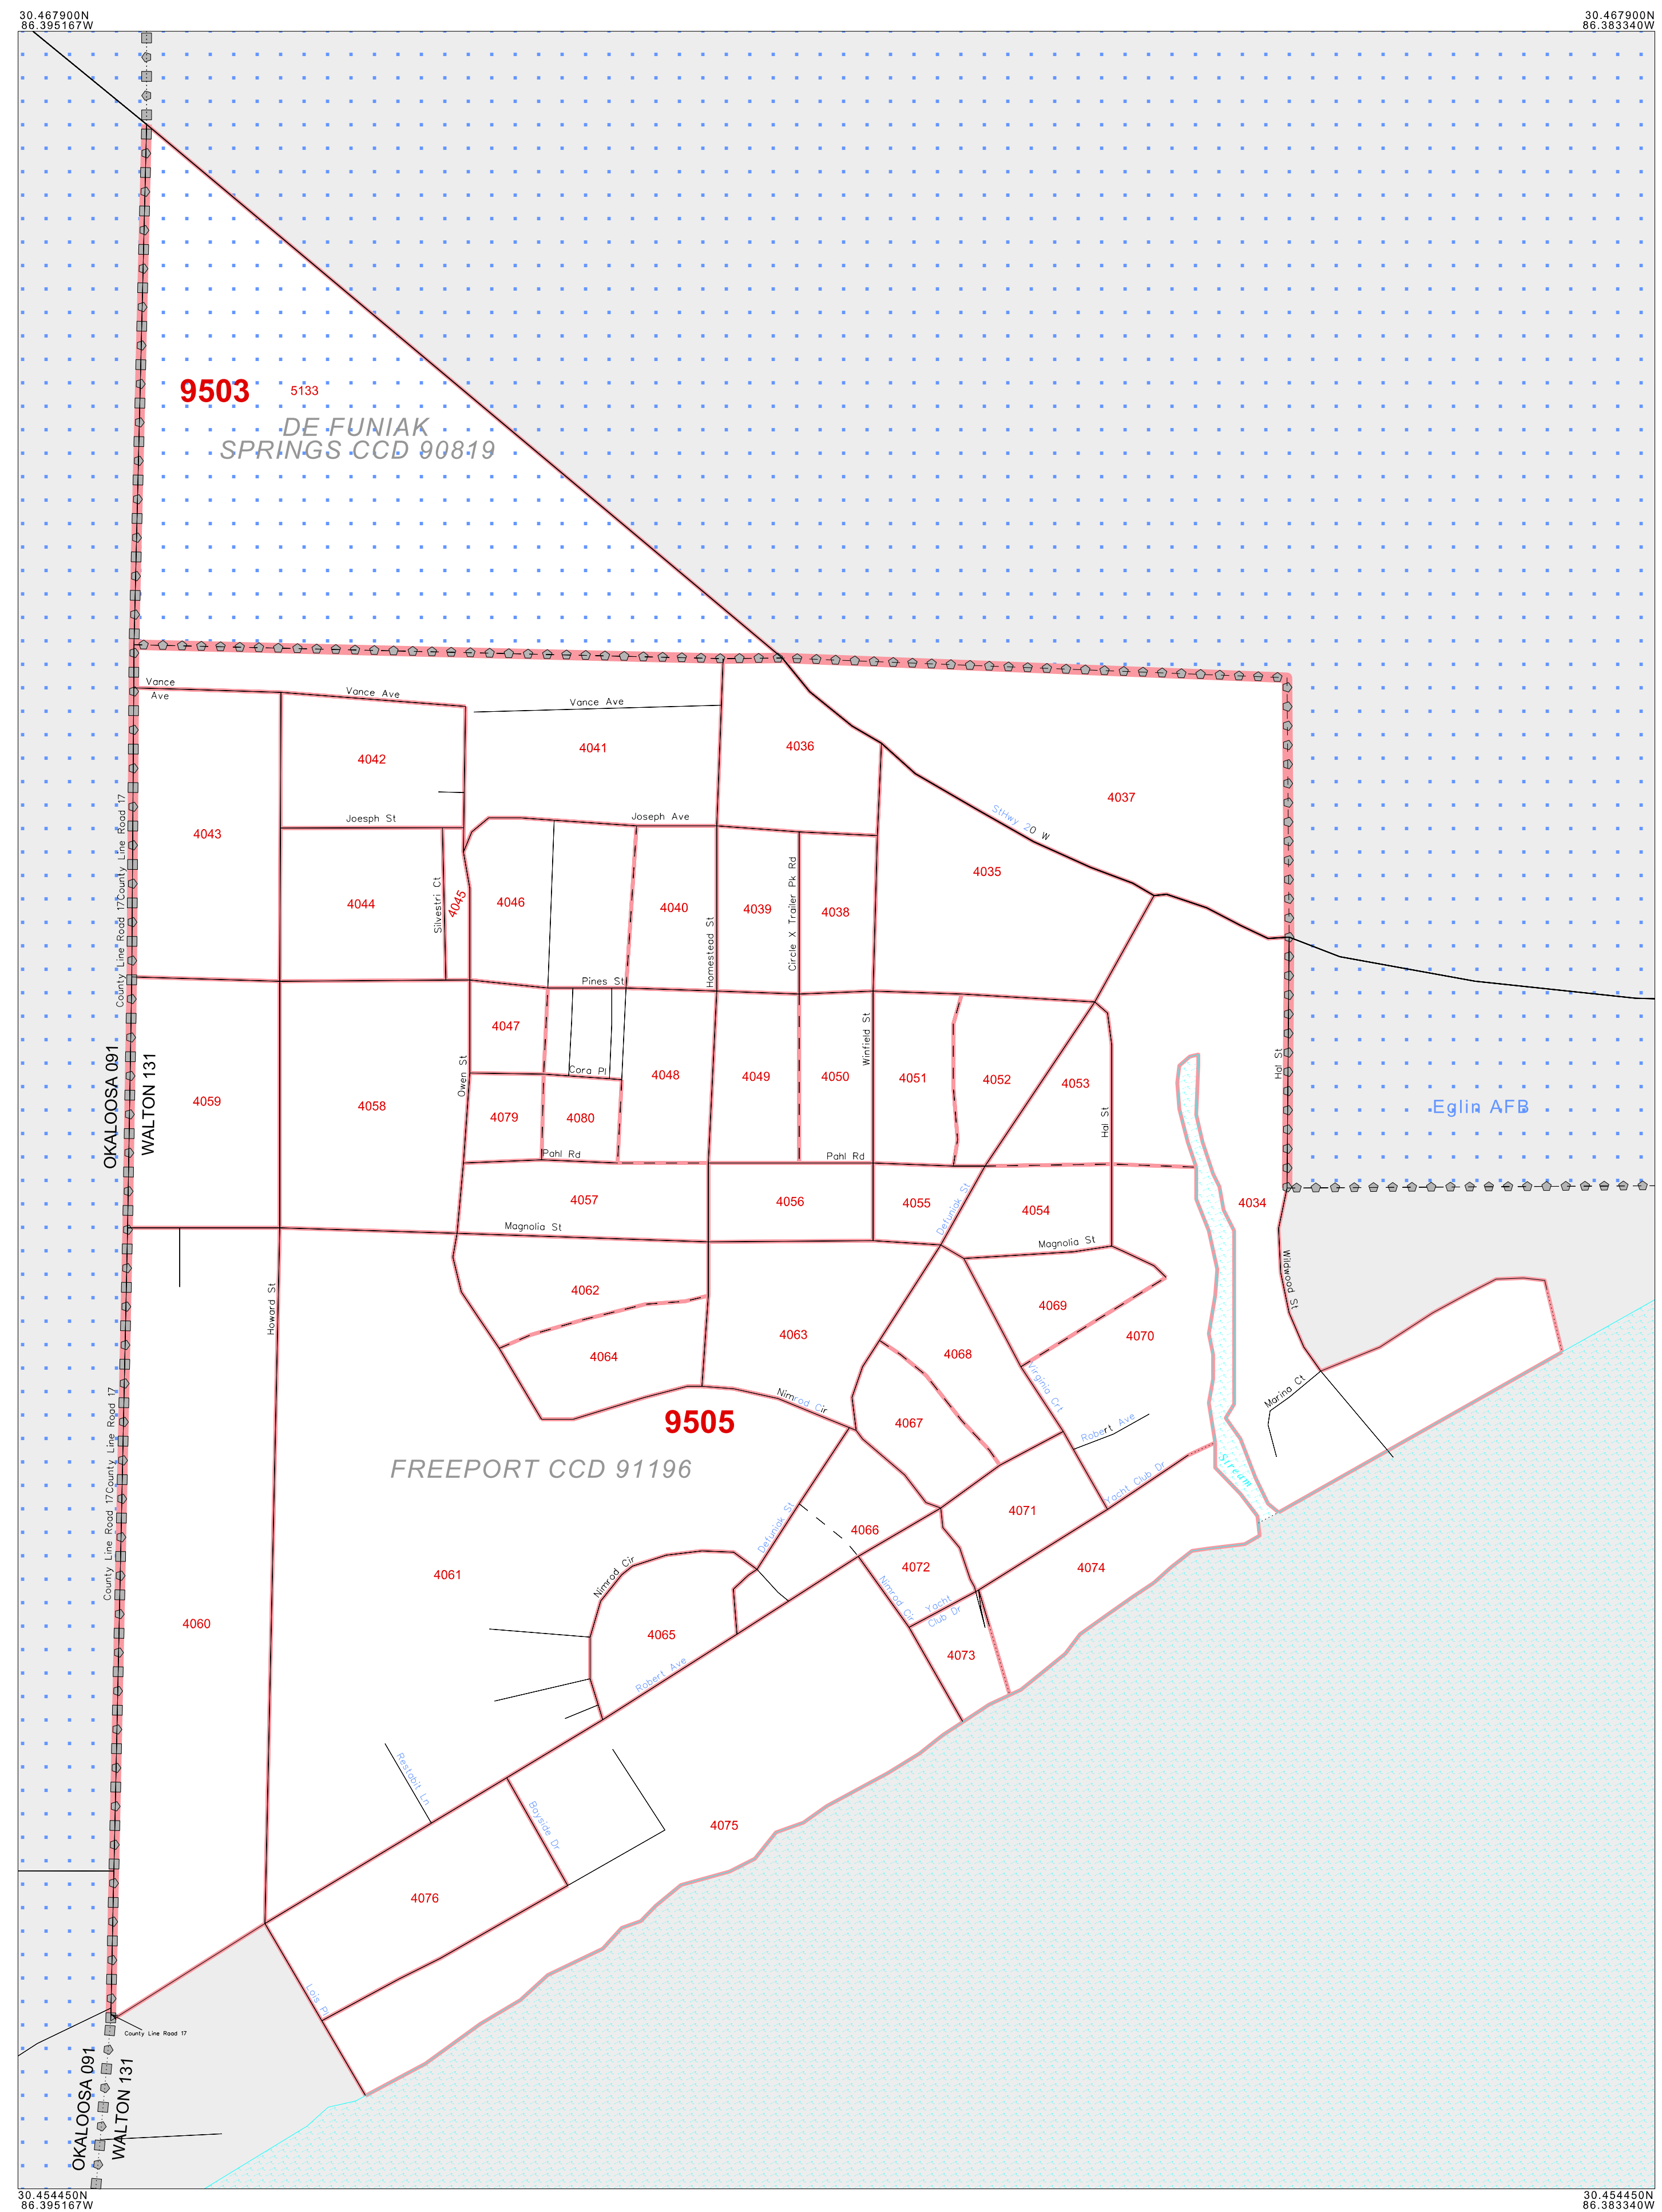 30.467900N
86.395167W
30.467900N
86.383340W
9503
5133
DE FUNIAK
SPRINGS CCD 90819
Vance
Ave
Vance Ave
Vance Ave
4041
4036
4042
4037
County Line Road 17
County Line Road 17
4043
Joesph St
Joseph Ave
StHwy 20 W
4035
Silvestri Ct
4045
4044
4046
4040
Homestead St
4039
Circle X Trailer Pk Rd
4038
Pines St
4047
Winfield St
OKALOOSA 091
WALTON 131
4059
4058
Owen St
Cora Pl
4048
4049
4050
4051
4052
4053
Hal St
Hal St
Eglin AFB
4079
4080
Pahl Rd
Pahl Rd
4057
4056
4055
Defuniak St
4054
4034
Magnolia St
Magnolia St
Howard St
4062
Wildwood St
4069
4063
4070
4064
4068
Virginia Crt
Nimrod Cir
Marina Ct
9505
4067
Robert Ave
County Line Road 17
County Line Road 17
FREEPORT CCD 91196
Yacht Club Dr
Stream
4071
Defuniak St
4066
4061
Nimrod Cir
4072
4074
Nimrod Cir
Yacht
Club Dr
4060
4065
4073
Robert Ave
Restabit Ln
Bayside Dr
4075
4076
Lois Pl
County Line Road 17
OKALOOSA 091
WALTON 131
30.454450N
86.395167W
30.454450N
86.383340W